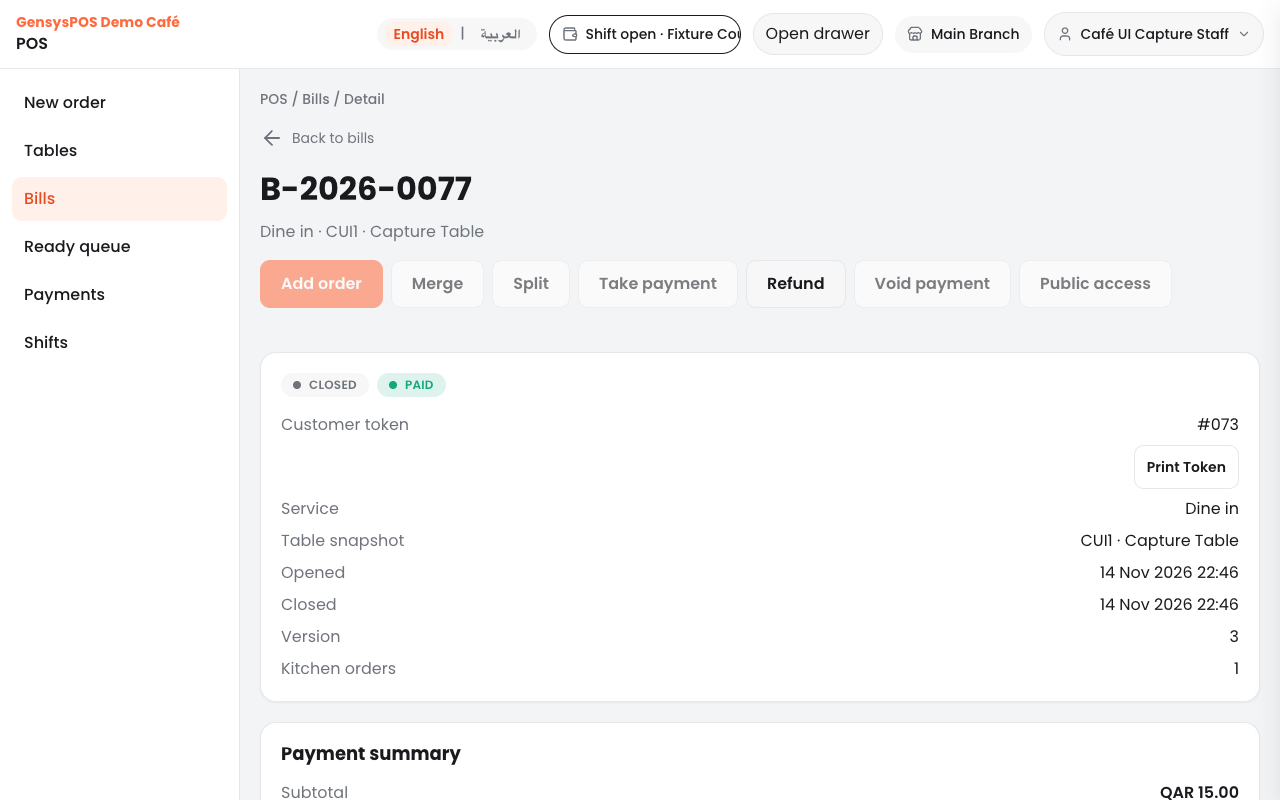 GensysPOS Demo Café
POS
English | العربية
Shift open · Fixture Cou
Open drawer
Main Branch
Café UI Capture Staff
New order
Tables
Bills
Ready queue
Payments
Shifts
POS / Bills / Detail
Back to bills
B-2026-0077
Dine in · CUI1 · Capture Table
Add order
Merge
Split
Take payment
Refund
Void payment
Public access
CLOSED
PAID
Customer token #073
Print Token
Service Dine in
Table snapshot CUI1 · Capture Table
Opened 14 Nov 2026 22:46
Closed 14 Nov 2026 22:46
Version 3
Kitchen orders 1
Payment summary
Subtotal QAR 15.00